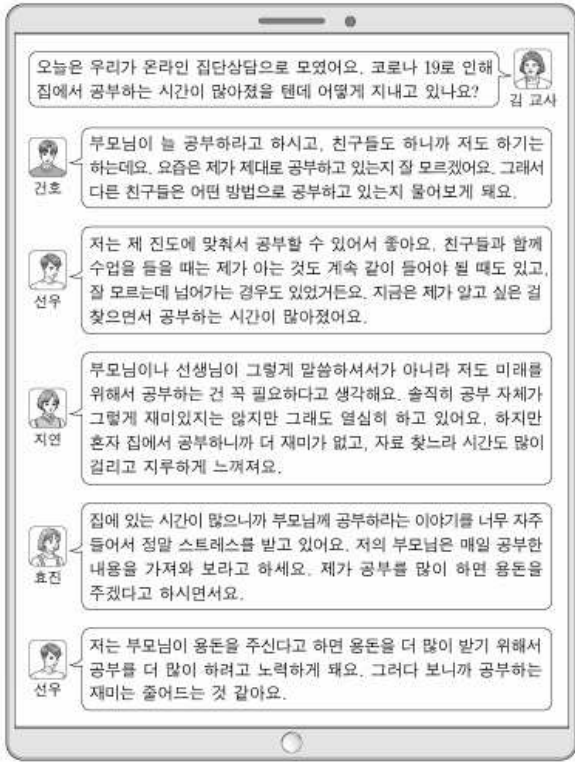 오늘은 우리가 온라인 집단상담으로 모였어요. 코로나 19로 인해
집에서 공부하는 시간이 많아졌을 텐데 어떻게 지내고 있나요?
김 교사
부모님이 늘 공부하라고 하시고, 친구들도 하니까 저도 하기는
하는데요. 요즘은 제가 제대로 공부하고 있는지 잘 모르겠어요. 그래서
다른 친구들은 어떤 방법으로 공부하고 있는지 물어보게 돼요.
건호
저는 제 진도에 맞춰서 공부할 수 있어서 좋아요. 친구들과 함께
수업을 들을 때는 제가 아는 것도 계속 같이 들어야 될 때도 있고,
잘 모르는데 넘어가는 경우도 있었거든요. 지금은 제가 알고 싶은 걸
찾으면서 공부하는 시간이 많아졌어요.
선우
부모님이나 선생님이 그렇게 말씀하셔서가 아니라 저도 미래를
위해서 공부하는 건 꼭 필요하다고 생각해요. 솔직히 공부 자체가
그렇게 재미있지는 않지만 그래도 열심히 하고 있어요. 하지만
혼자 집에서 공부하니까 더 재미가 없고, 자료 찾느라 시간도 많이
걸리고 지루하게 느껴져요.
지연
집에 있는 시간이 많으니까 부모님께 공부하라는 이야기를 너무 자주
들어서 정말 스트레스를 받고 있어요. 저의 부모님은 매일 공부한
내용을 가져와 보라고 하세요. 제가 공부를 많이 하면 용돈을
주겠다고 하시면서요.
효진
저는 부모님이 용돈을 주신다고 하면 용돈을 더 많이 받기 위해서
공부를 더 많이 하려고 노력하게 돼요. 그러다 보니까 공부하는
재미는 줄어드는 것 같아요.
선우